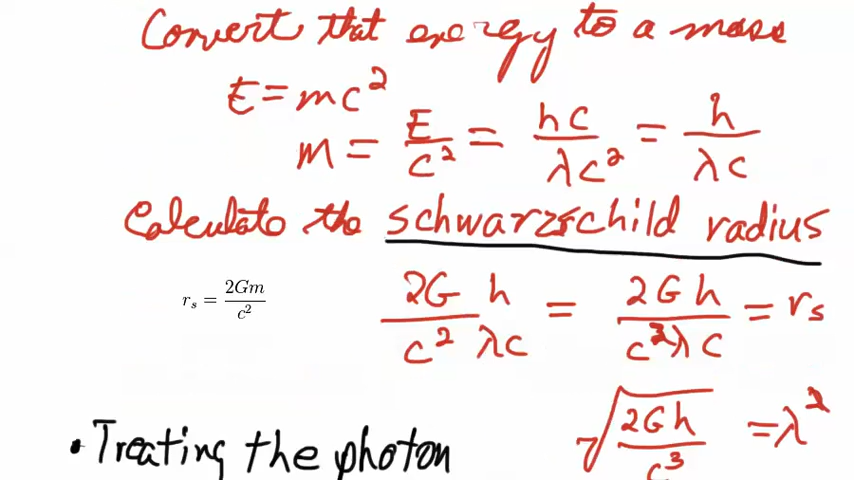 Convert that energy to a mass
E = mc²
m = E/c² = hc/λc² = h/λc
Calculate the schwarzschild radius
r_s = 2Gm/c²
2G/c² h/λc = 2Gh/c³λc = r_s
√(2Gh/c³) = λ²
• Treating the photon